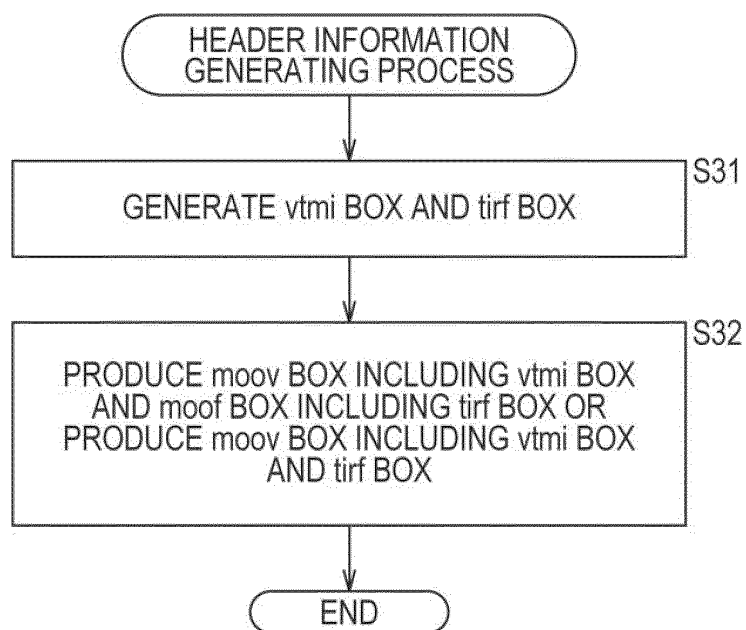 HEADER INFORMATION
GENERATING PROCESS
S31
GENERATE vtmi BOX AND tirf BOX
S32
PRODUCE moov BOX INCLUDING vtmi BOX
AND moof BOX INCLUDING tirf BOX OR
PRODUCE moov BOX INCLUDING vtmi BOX
AND tirf BOX
END